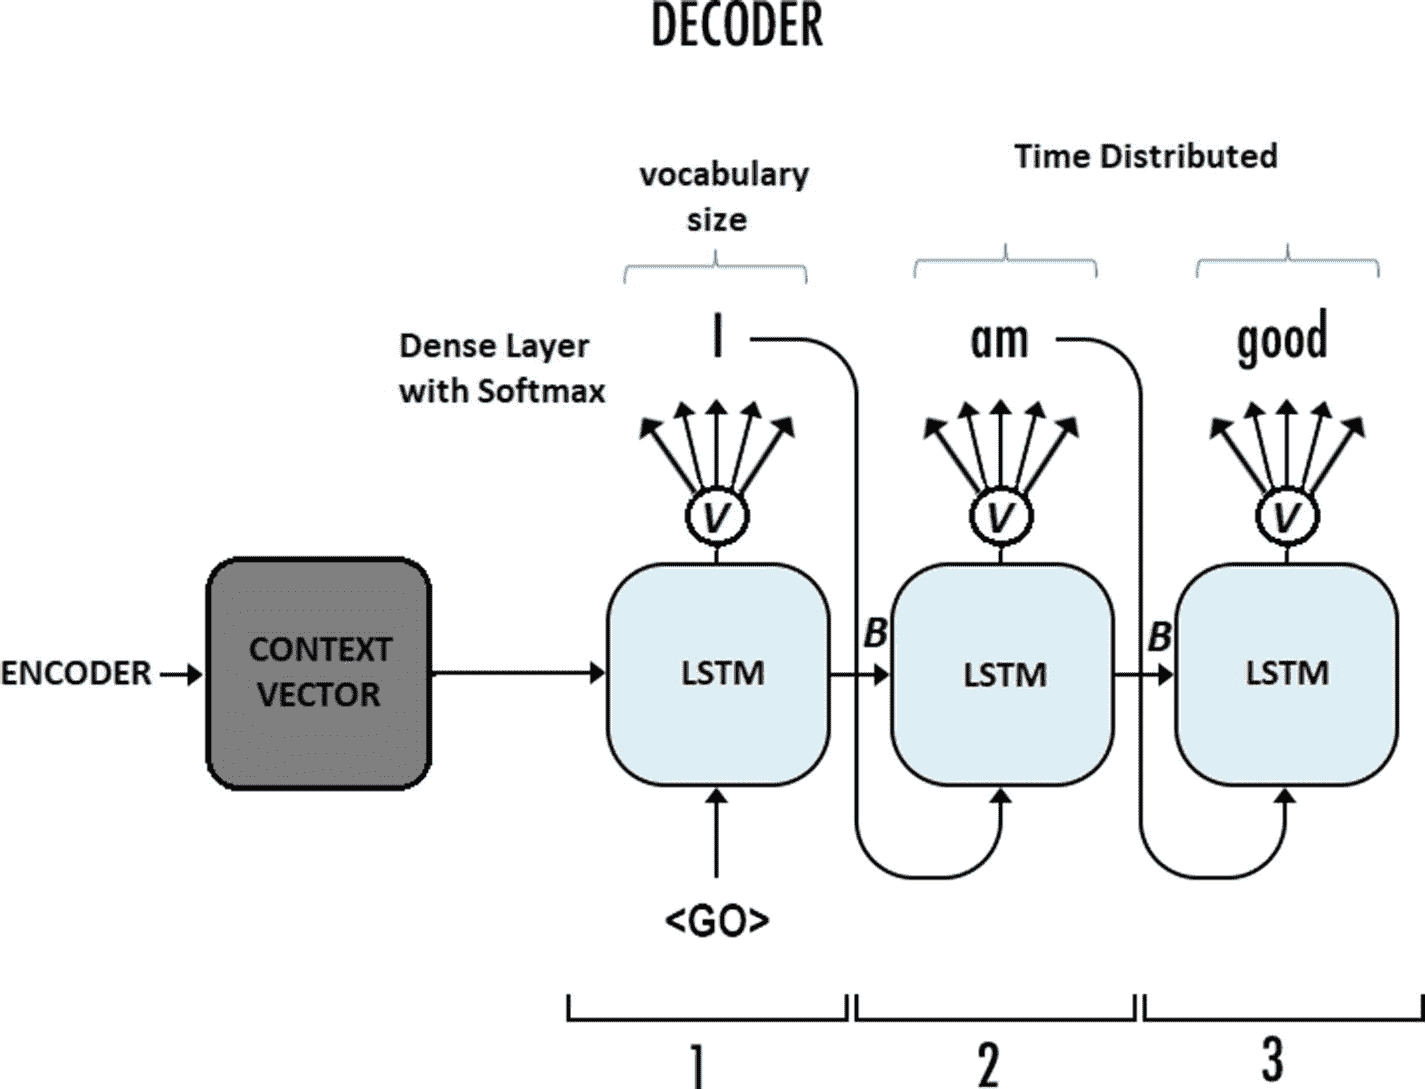 DECODER
vocabulary
size
Time Distributed
Dense Layer
with Softmax
I
am
good
V
V
V
ENCODER
CONTEXT
VECTOR
LSTM
B
LSTM
B
LSTM
<GO>
1
2
3